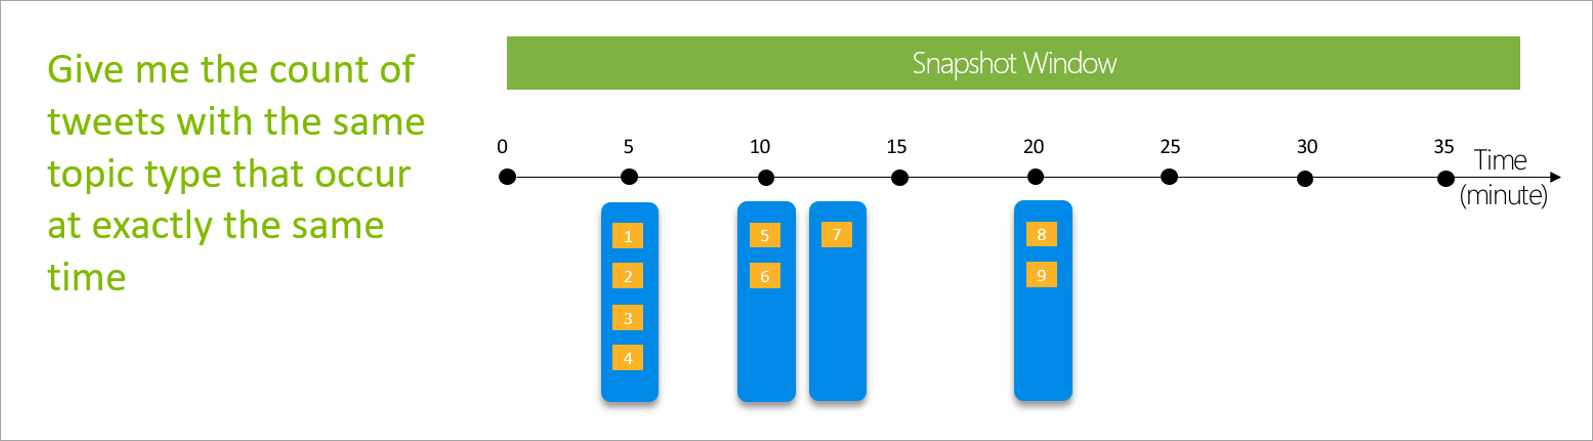 Give me the count of
tweets with the same
topic type that occur
at exactly the same
time
Snapshot Window
0 5 10 15 20 25 30 35
Time
(minute)
1 5 7 8
2 6 9
3
4